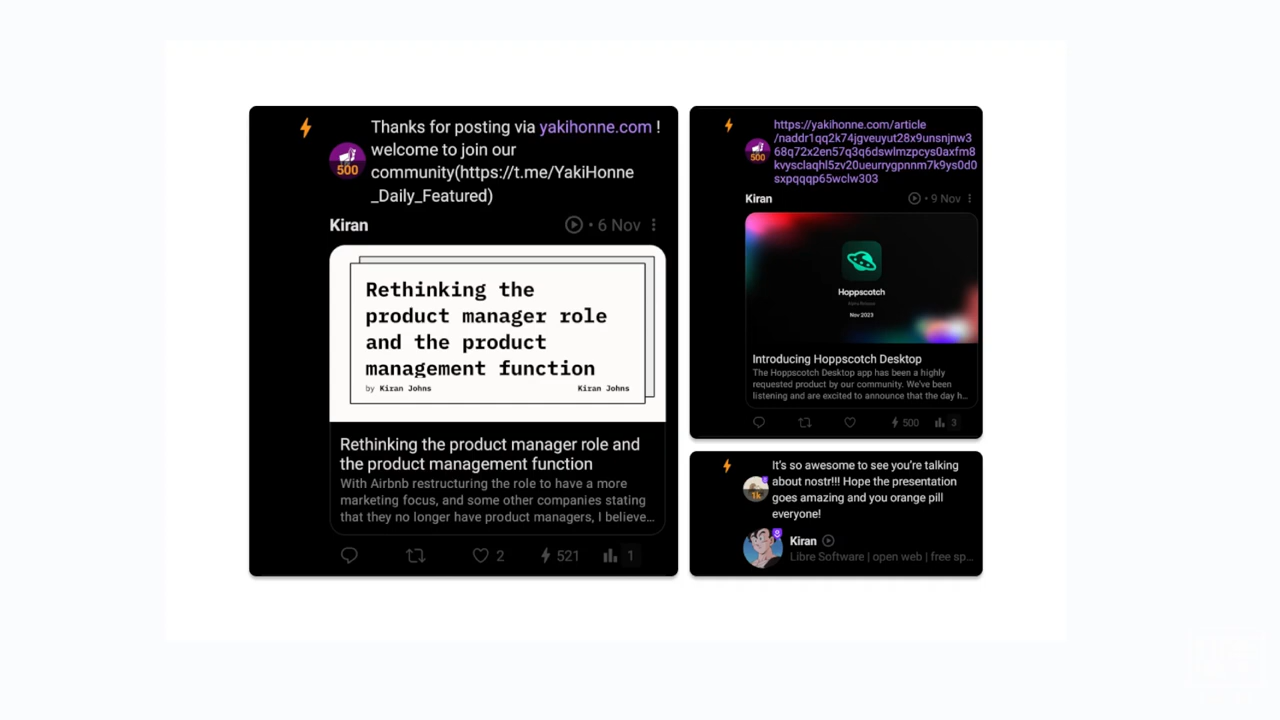 Thanks for posting via yakihonne.com !
welcome to join our
community(https://t.me/YakiHonne
_Daily_Featured)
500
Kiran
• 6 Nov
Rethinking the
product manager role
and the product
management function
by Kiran Johns
Kiran Johns
Rethinking the product manager role and
the product management function
With Airbnb restructuring the role to have a more
marketing focus, and some other companies stating
that they no longer have product managers, I believe…
2
521
1
https://yakihonne.com/article
/naddr1qq2k74jgveuyut28x9unsnjnw3
68q72x2en57q3q6dswlmzpcys0axfm8
kvysclaqhl5zv20ueurrygpnnm7k9ys0d0
sxpqqqp65wclw303
500
Kiran
• 9 Nov
Hoppscotch
Nov 2023
Introducing Hoppscotch Desktop
The Hoppscotch Desktop app has been a highly
requested product by our community. We've been
listening and are excited to announce that the day h…
500
3
It's so awesome to see you're talking
about nostr!!! Hope the presentation
goes amazing and you orange pill
everyone!
1k
Kiran
Libre Software | open web | free sp…